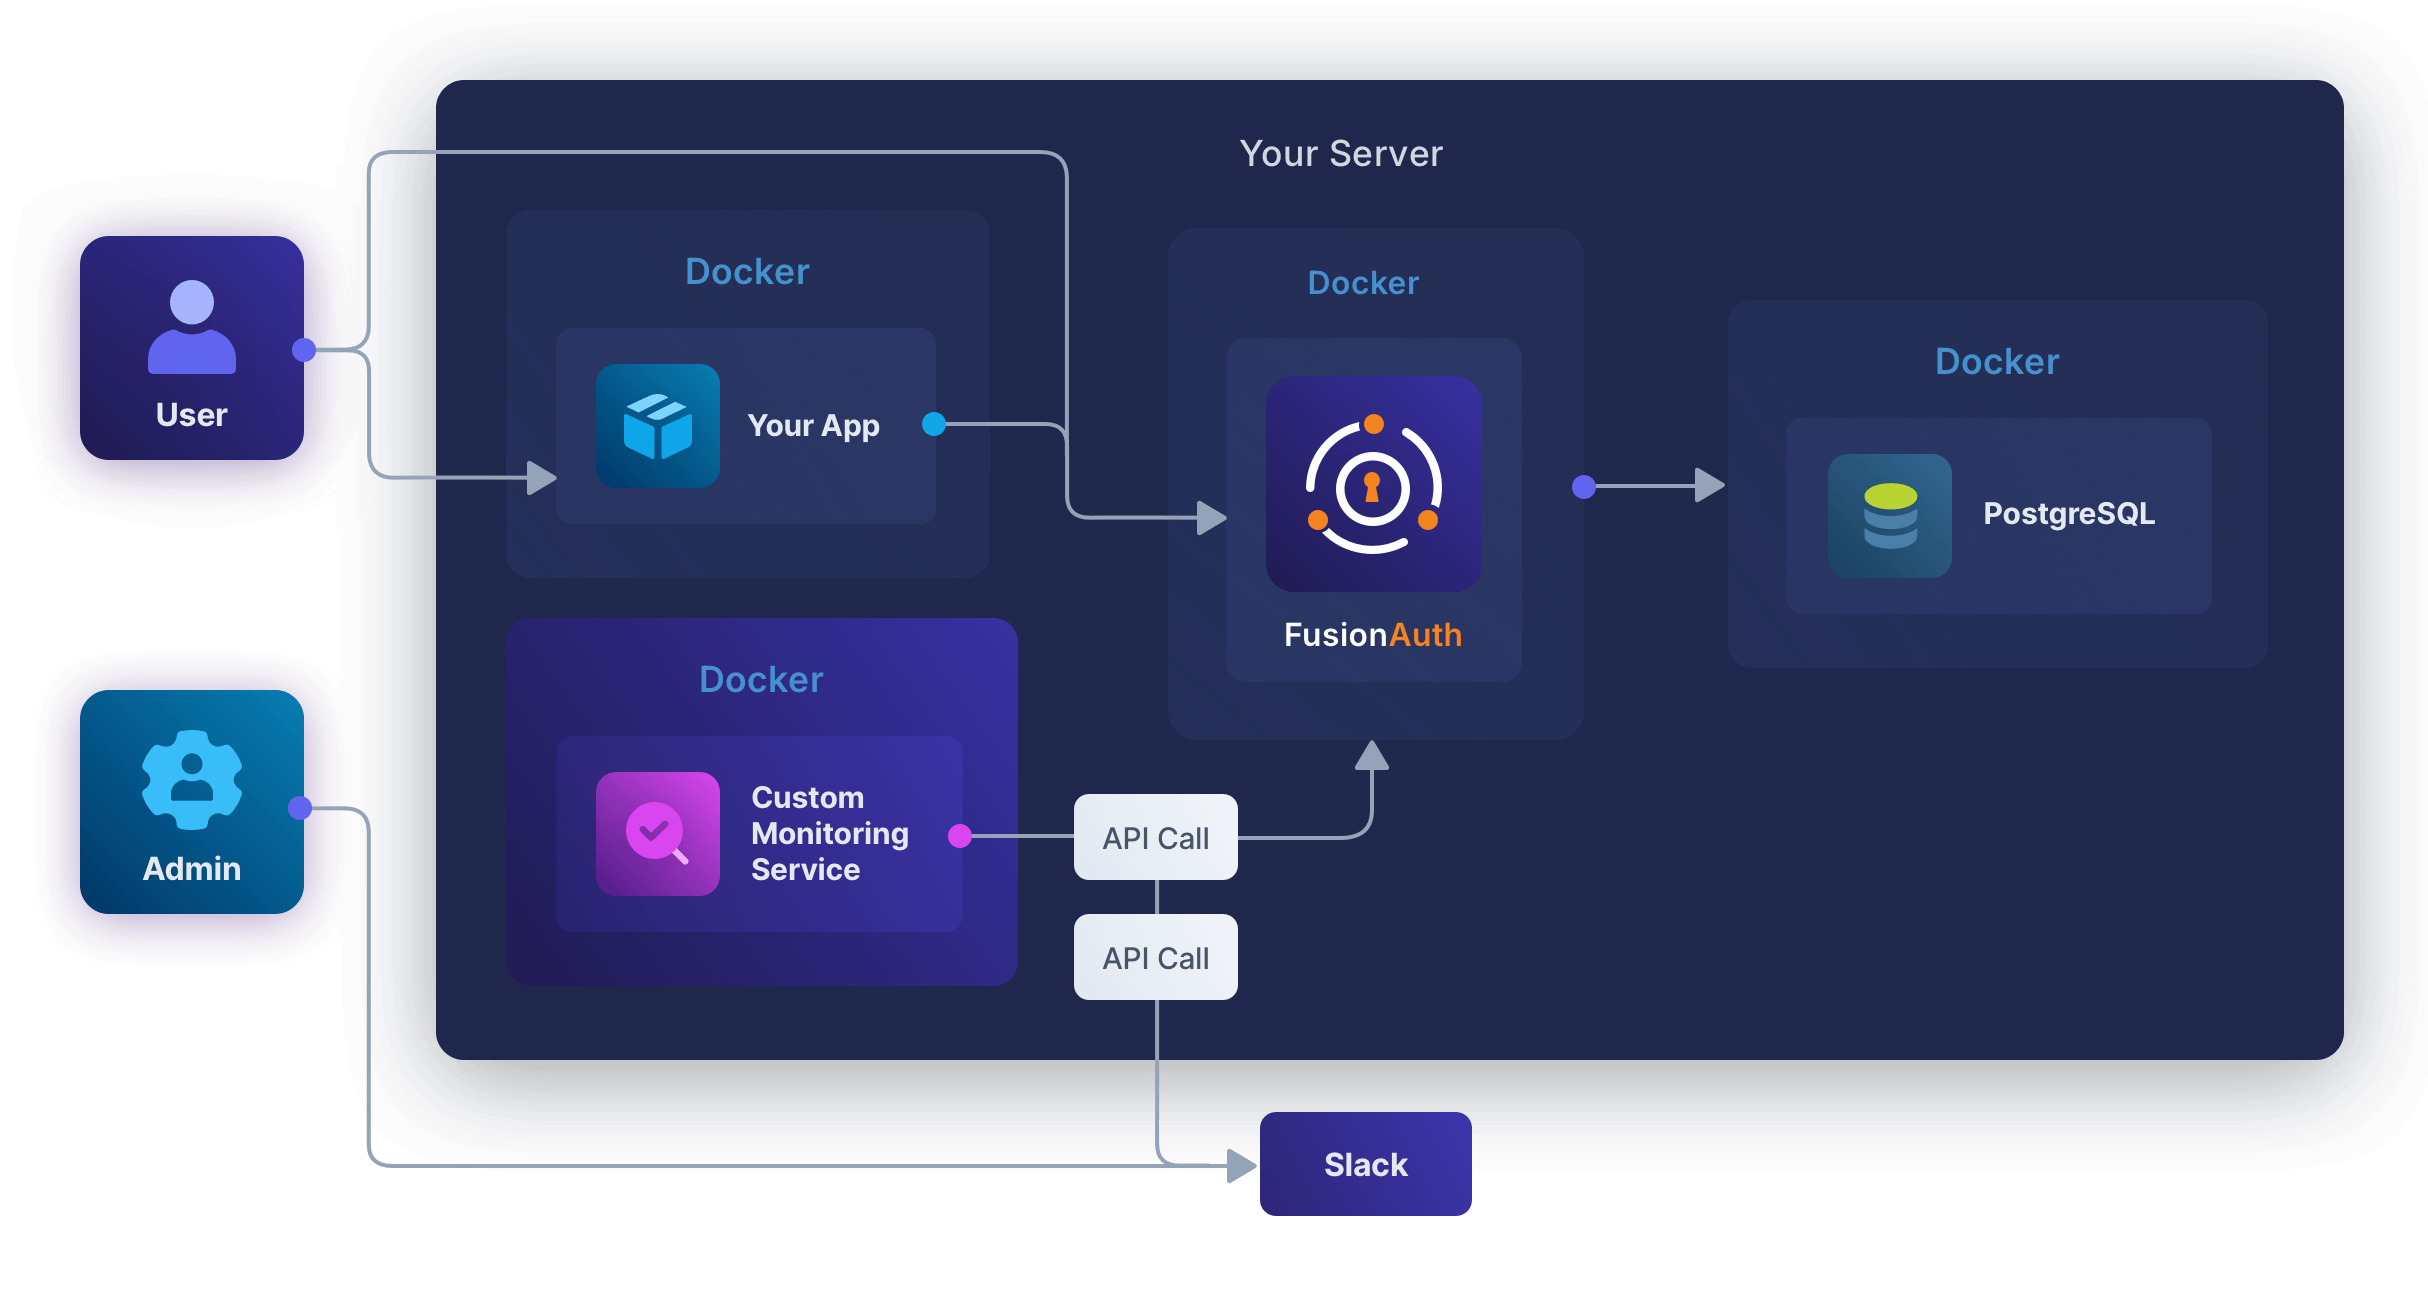 Your Server
User
Docker
Your App
Docker
FusionAuth
Docker
PostgreSQL
Admin
Docker
Custom
Monitoring
Service
API Call
API Call
Slack